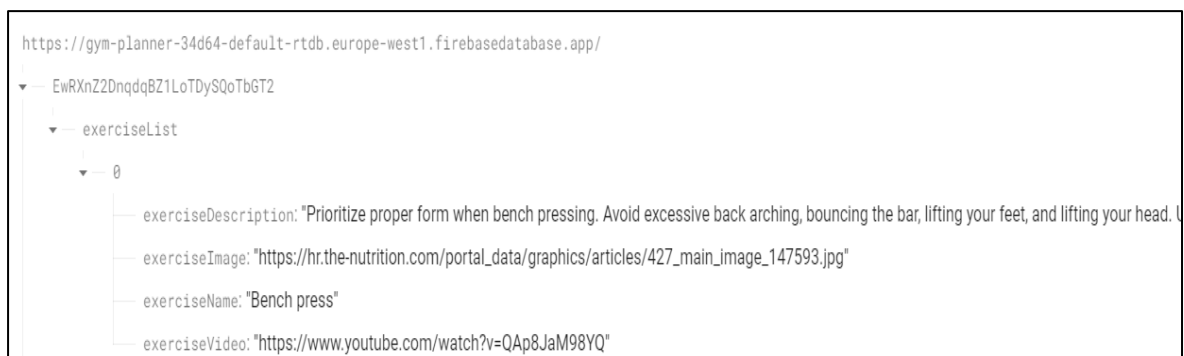 https://gym-planner-34d64-default-rtdb.europe-west1.firebasedatabase.app/
EwRXnZ2DnqdqBZ1LoTDySQoTbGT2
exerciseList
0
exerciseDescription: "Prioritize proper form when bench pressing. Avoid excessive back arching, bouncing the bar, lifting your feet, and lifting your head.
exerciseImage: "https://hr.the-nutrition.com/portal_data/graphics/articles/427_main_image_147593.jpg"
exerciseName: "Bench press"
exerciseVideo: "https://www.youtube.com/watch?v=QAp8JaM98YQ"